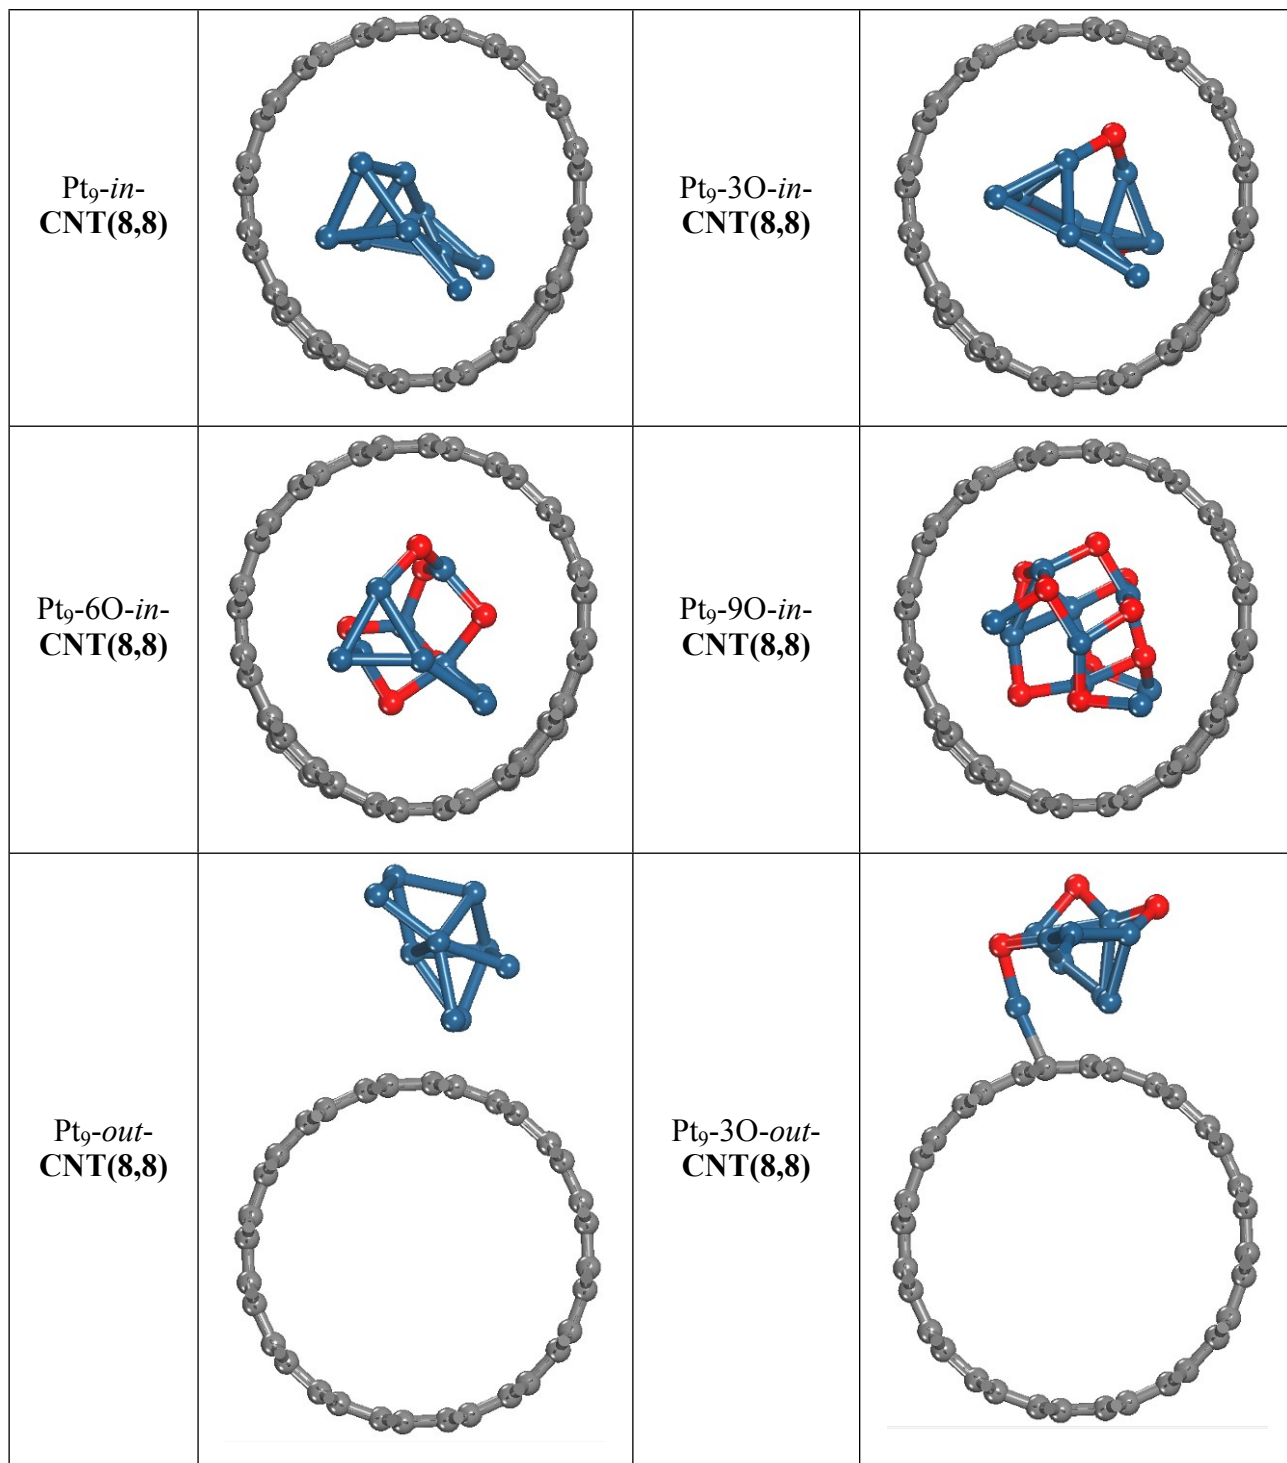 Pt₉-in-
CNT(8,8)
Pt₉-3O-in-
CNT(8,8)
Pt₉-6O-in-
CNT(8,8)
Pt₉-9O-in-
CNT(8,8)
Pt₉-out-
CNT(8,8)
Pt₉-3O-out-
CNT(8,8)